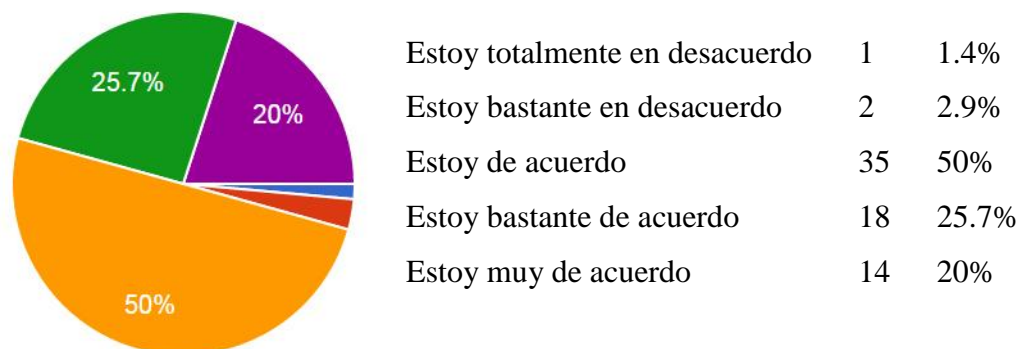 25.7%
20%
50%
Estoy totalmente en desacuerdo 1 1.4%
Estoy bastante en desacuerdo 2 2.9%
Estoy de acuerdo 35 50%
Estoy bastante de acuerdo 18 25.7%
Estoy muy de acuerdo 14 20%